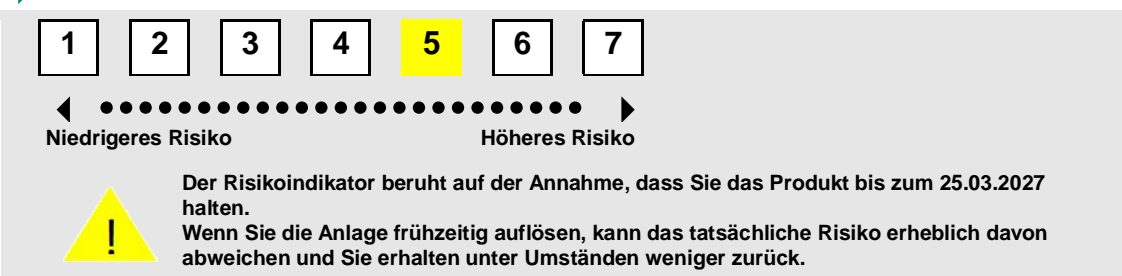 1 2 3 4 5 6 7
Niedrigeres Risiko Höheres Risiko
Der Risikoindikator beruht auf der Annahme, dass Sie das Produkt bis zum 25.03.2027
halten.
Wenn Sie die Anlage frühzeitig auflösen, kann das tatsächliche Risiko erheblich davon
abweichen und Sie erhalten unter Umständen weniger zurück.
!